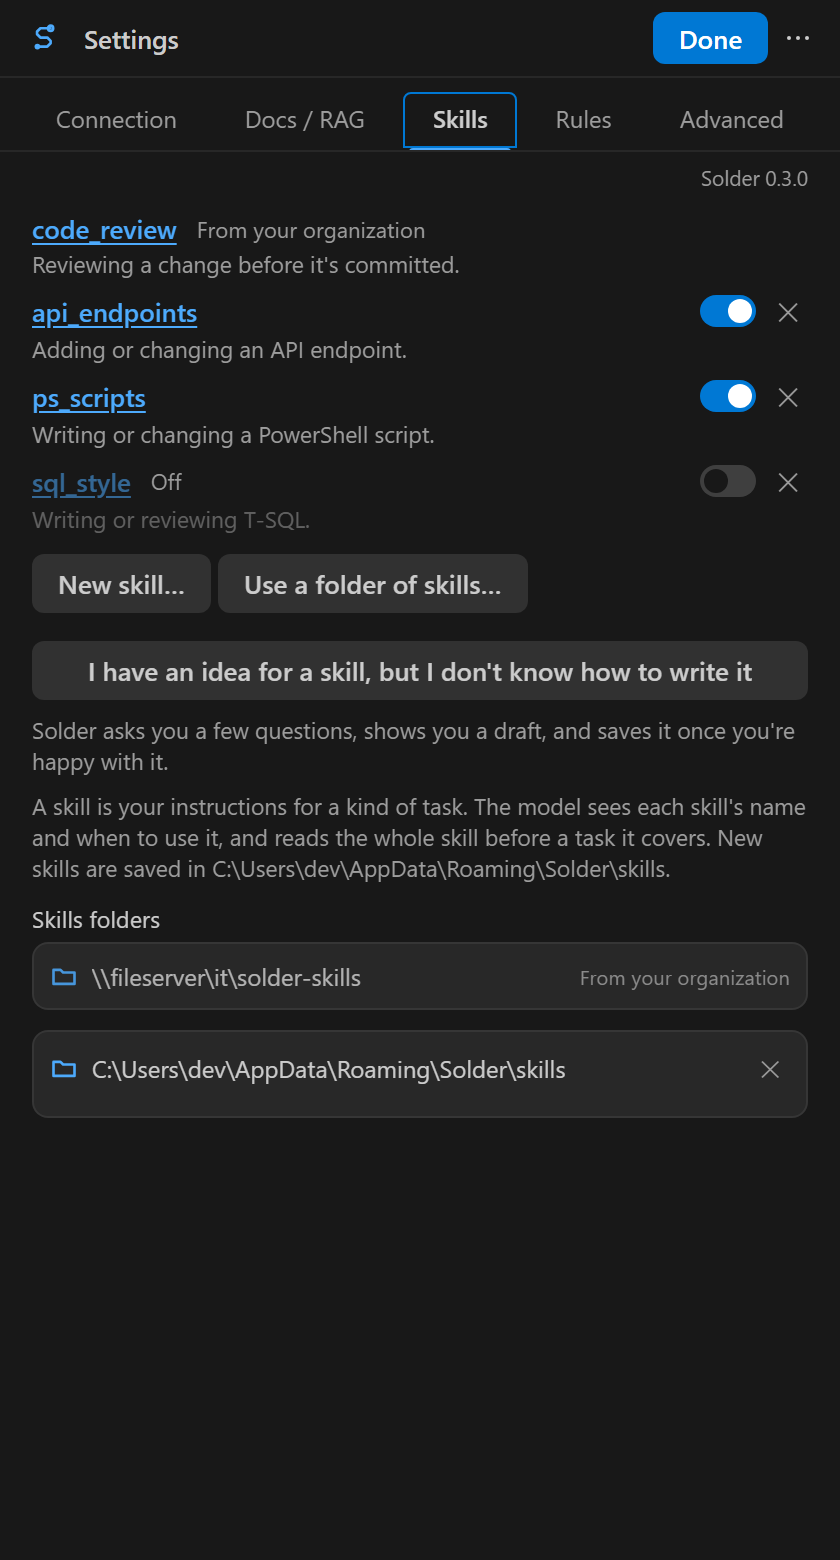 Settings
Done
Connection
Docs / RAG
Skills
Rules
Advanced
Solder 0.3.0
code_review From your organization
Reviewing a change before it's committed.
api_endpoints
Adding or changing an API endpoint.
ps_scripts
Writing or changing a PowerShell script.
sql_style Off
Writing or reviewing T-SQL.
New skill...
Use a folder of skills...
I have an idea for a skill, but I don't know how to write it
Solder asks you a few questions, shows you a draft, and saves it once you're
happy with it.
A skill is your instructions for a kind of task. The model sees each skill's name
and when to use it, and reads the whole skill before a task it covers. New
skills are saved in C:\Users\dev\AppData\Roaming\Solder\skills.
Skills folders
\\fileserver\it\solder-skills From your organization
C:\Users\dev\AppData\Roaming\Solder\skills